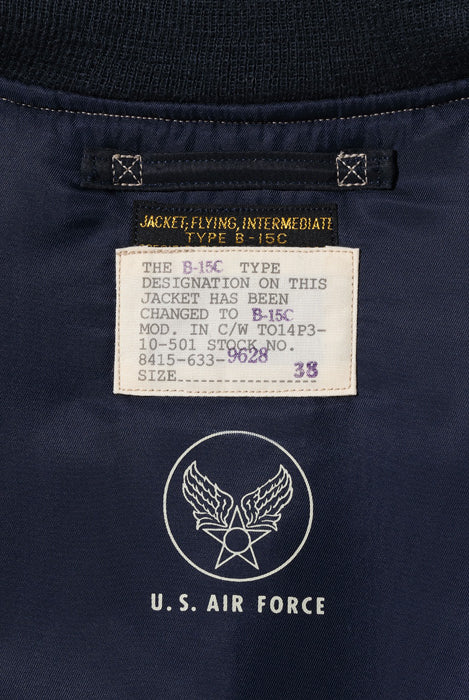 JACKET, FLYING, INTERMEDIATE
TYPE B-15C
THE B-15C TYPE
DESIGNATION ON THIS
JACKET HAS BEEN
CHANGED TO B-15C
MOD. IN C/W TO14P3-
10-501 STOCK NO.
8415-633-9628
SIZE 38
U.S. AIR FORCE